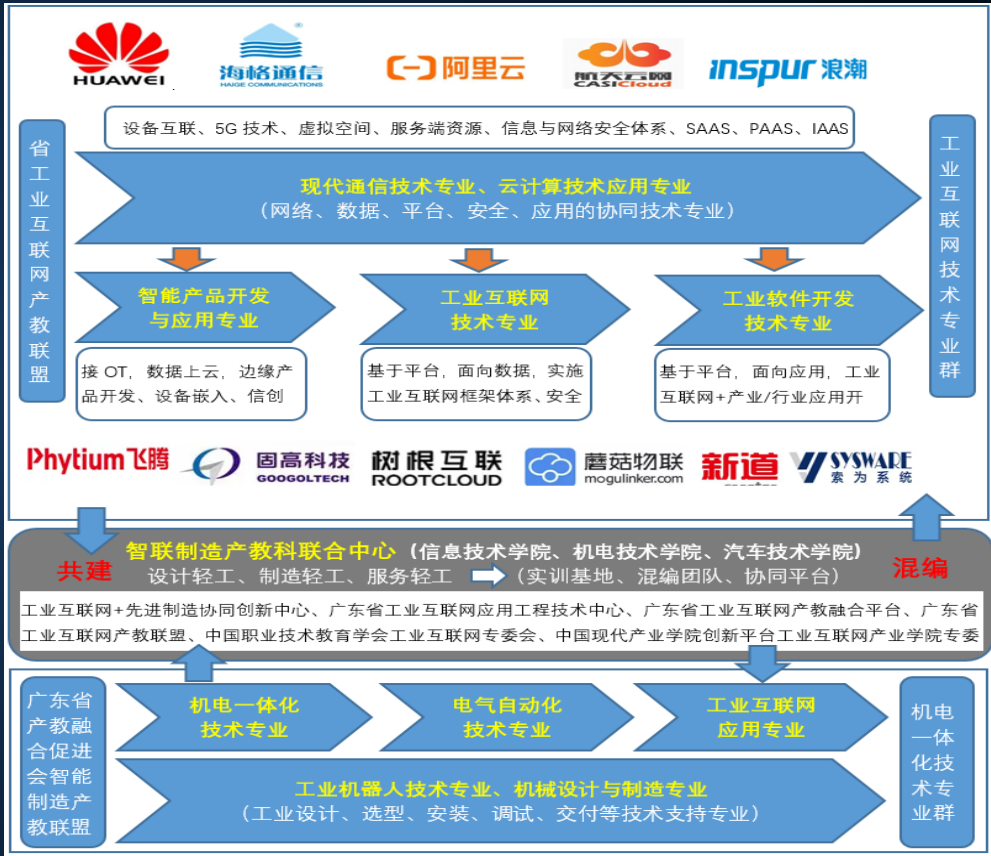 HUAWEI
海格通信
HAIGE COMMUNICATIONS
阿里云
航天云网
CASICloud
inspur 浪潮
设备互联、5G 技术、虚拟空间、服务端资源、信息与网络安全体系、SAAS、PAAS、IAAS
省工业互联网产教联盟
现代通信技术专业、云计算技术应用专业
（网络、数据、平台、安全、应用的协同技术专业）
工业互联网技术专业群
智能产品开发
与应用专业
工业互联网
技术专业
工业软件开发
技术专业
接 OT，数据上云，边缘产
品开发、设备嵌入、信创
基于平台，面向数据，实施
工业互联网框架体系、安全
基于平台，面向应用，工业
互联网+产业/行业应用开
Phytium飞腾
固高科技
GOOGOLTECH
树根互联
ROOTCLOUD
蘑菇物联
mogulinker.com
新道
SYSWARE
索为系统
共建
智联制造产教科联合中心（信息技术学院、机电技术学院、汽车技术学院）
设计轻工、制造轻工、服务轻工 （实训基地、混编团队、协同平台）
混编
工业互联网+先进制造协同创新中心、广东省工业互联网应用工程技术中心、广东省工业互联网产教融合平台、广东省
工业互联网产教联盟、中国职业技术教育学会工业互联网专委会、中国现代产业学院创新平台工业互联网产业学院专委
广东省
产教融
合促进
会智能
制造产
教联盟
机电一体化
技术专业
电气自动化
技术专业
工业互联网
应用专业
机电
一体
化技
术专
业群
工业机器人技术专业、机械设计与制造专业
（工业设计、选型、安装、调试、交付等技术支持专业）